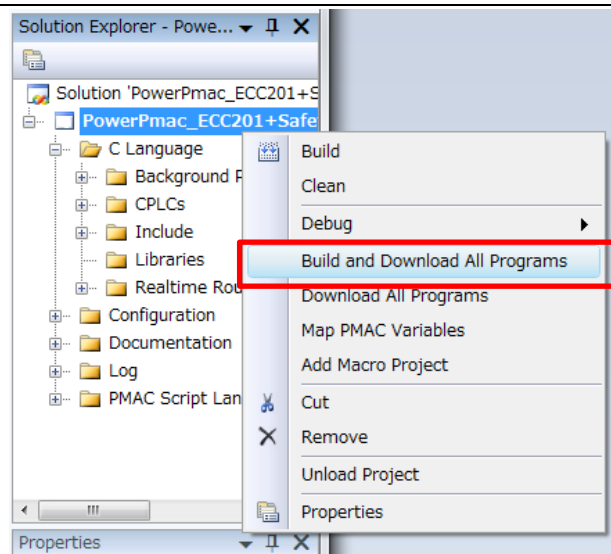 Solution Explorer - Powe...
Solution 'PowerPmac_ECC201+S
PowerPmac_ECC201+Safe
C Language
Background P
CPLCs
Include
Libraries
Realtime Rou
Configuration
Documentation
Log
PMAC Script Lan
Build
Clean
Debug
Build and Download All Programs
Download All Programs
Map PMAC Variables
Add Macro Project
Cut
Remove
Unload Project
Properties
Properties